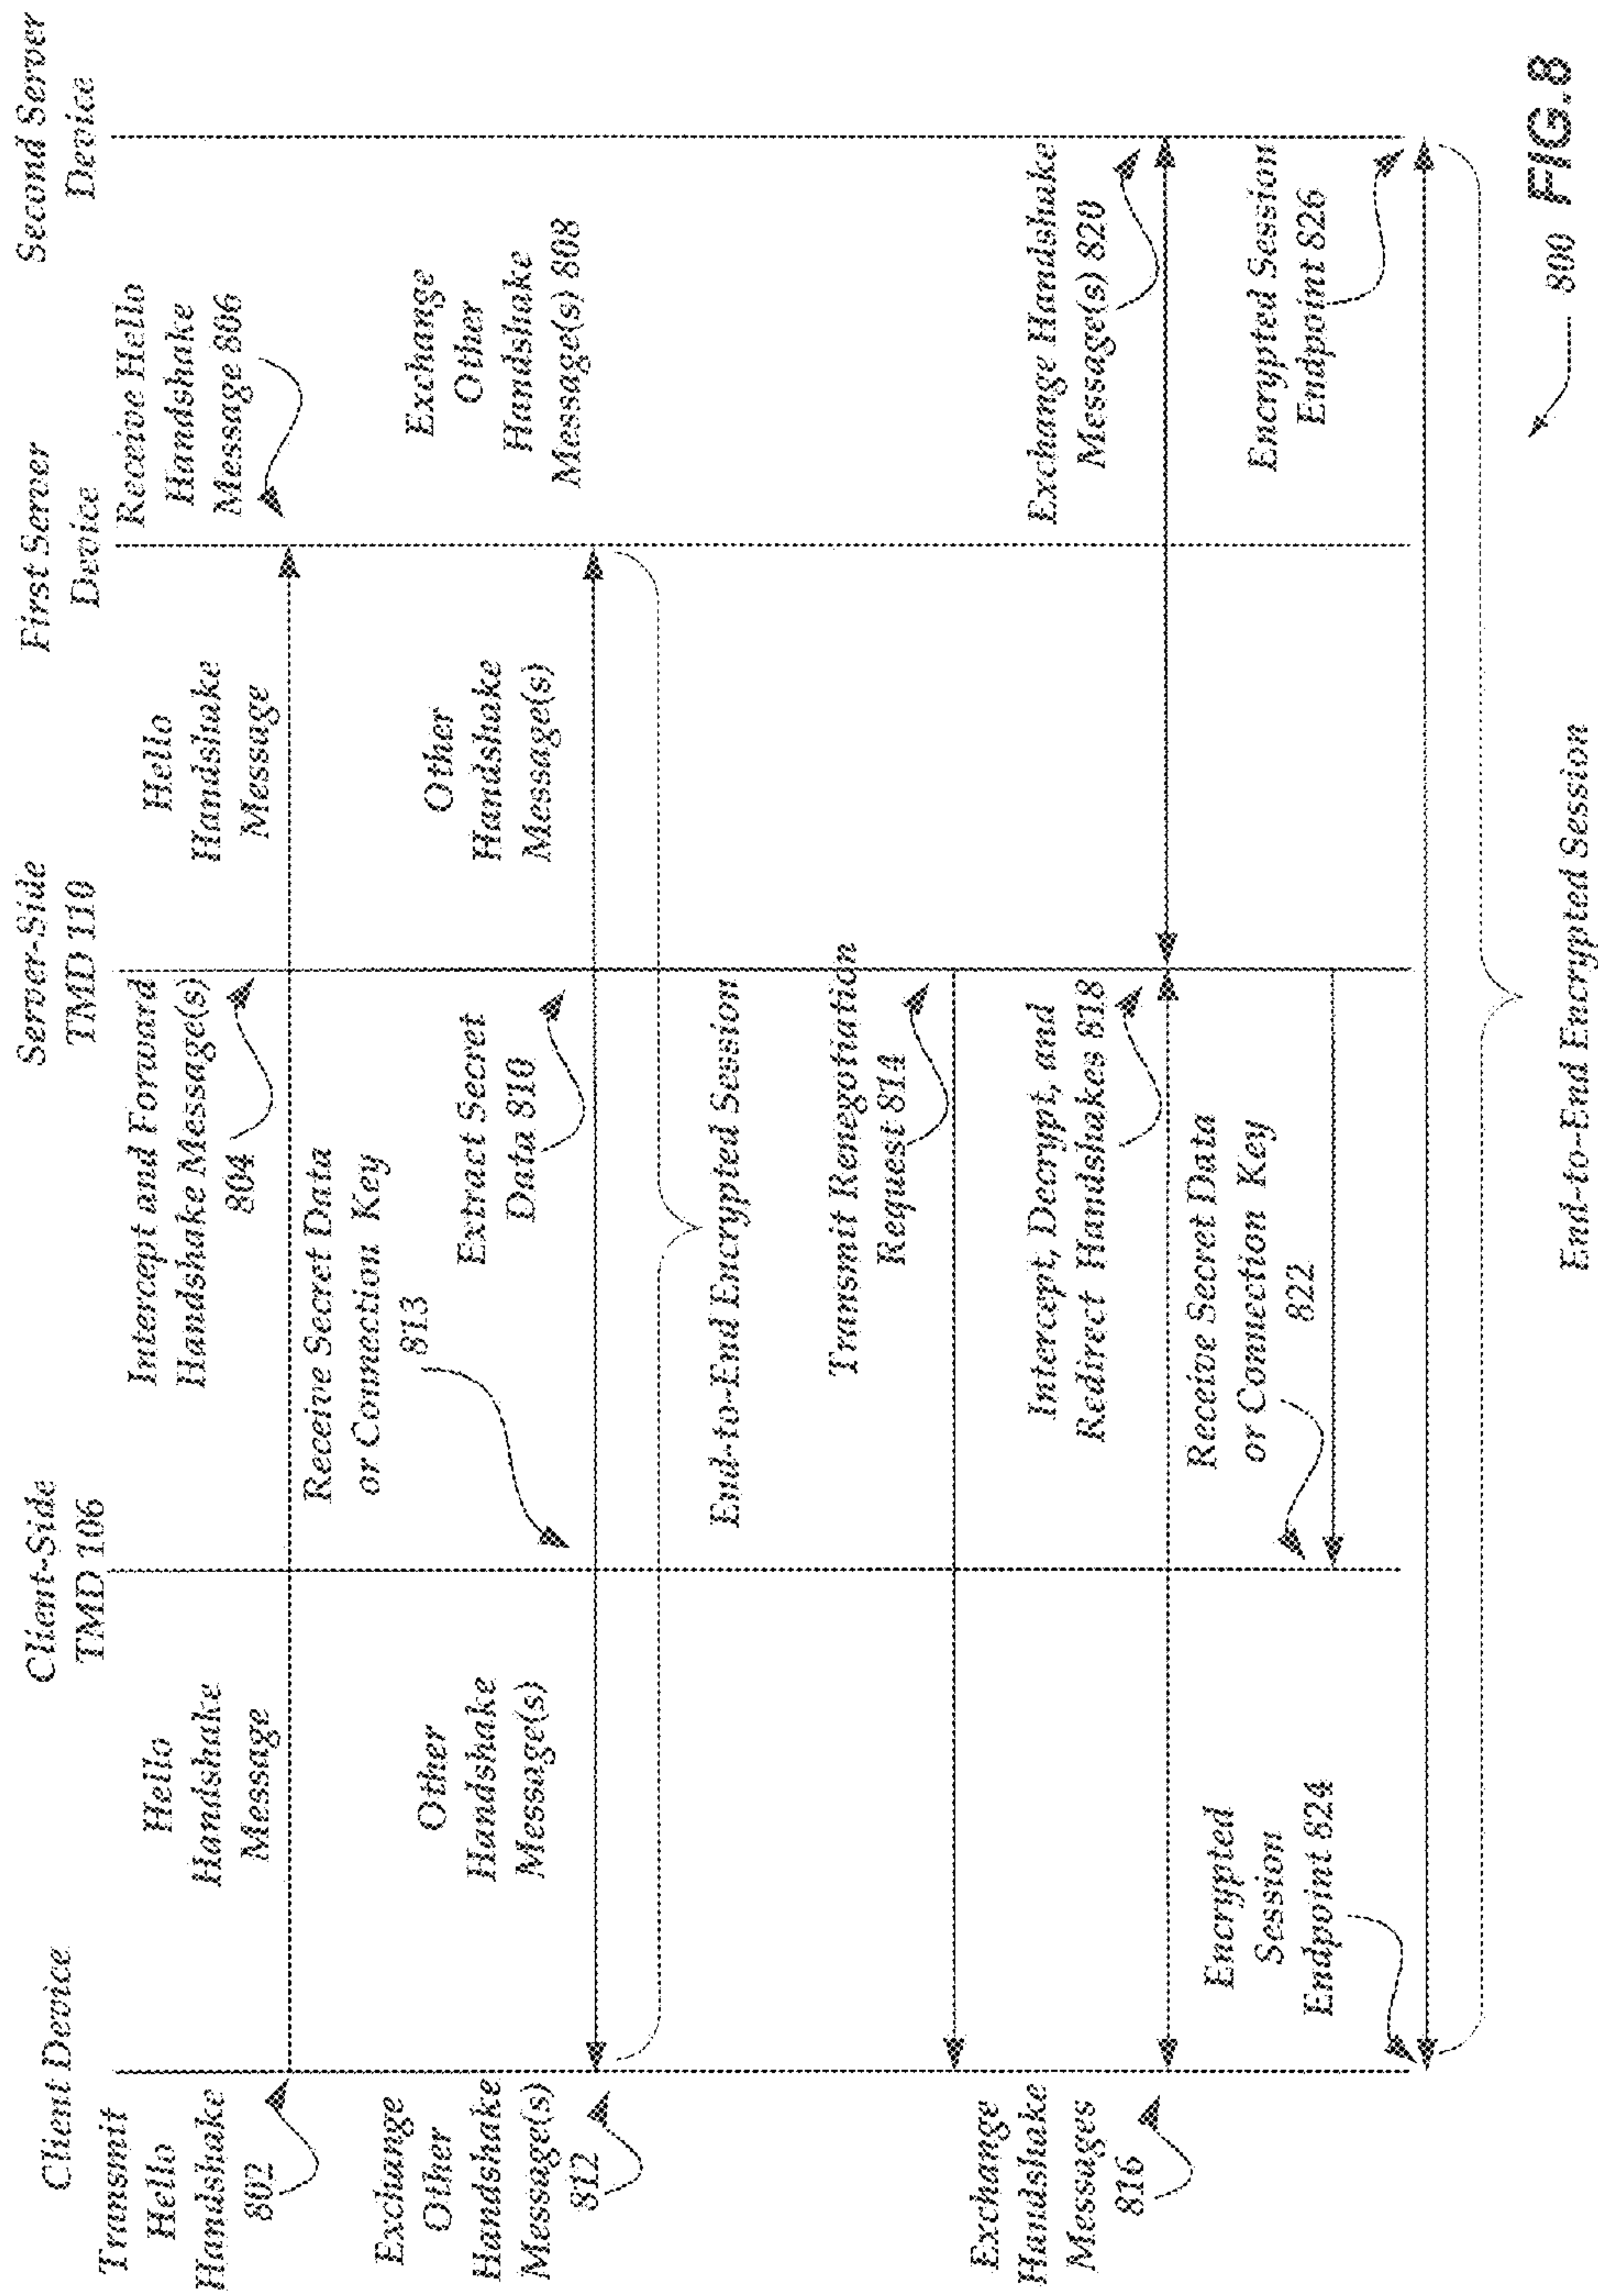 Client Device
Client-Side
TMD 106
Server-Side
TMD 110
First Server
Device
Second Server
Device
Transmit
Hello
Handshake
802
Hello
Handshake
Message
Intercept and Forward
Handshake Message(s)
804
Hello
Handshake
Message
Receive Hello
Handshake
Message 806
Receive Secret Data
or Connection Key
813
Exchange
Other
Handshake
Message(s)
812
Other
Handshake
Message(s)
Extract Secret
Data 810
Other
Handshake
Message(s)
Exchange
Other
Handshake
Message(s) 808
End-to-End Encrypted Session
Transmit Renegotiation
Request 814
Exchange
Handshake
Messages
816
Intercept, Decrypt, and
Redirect Handshakes 818
Exchange Handshake
Message(s) 820
Receive Secret Data
or Connection Key
822
Encrypted
Session
Endpoint 824
Encrypted Session
Endpoint 826
End-to-End Encrypted Session
800 FIG.8